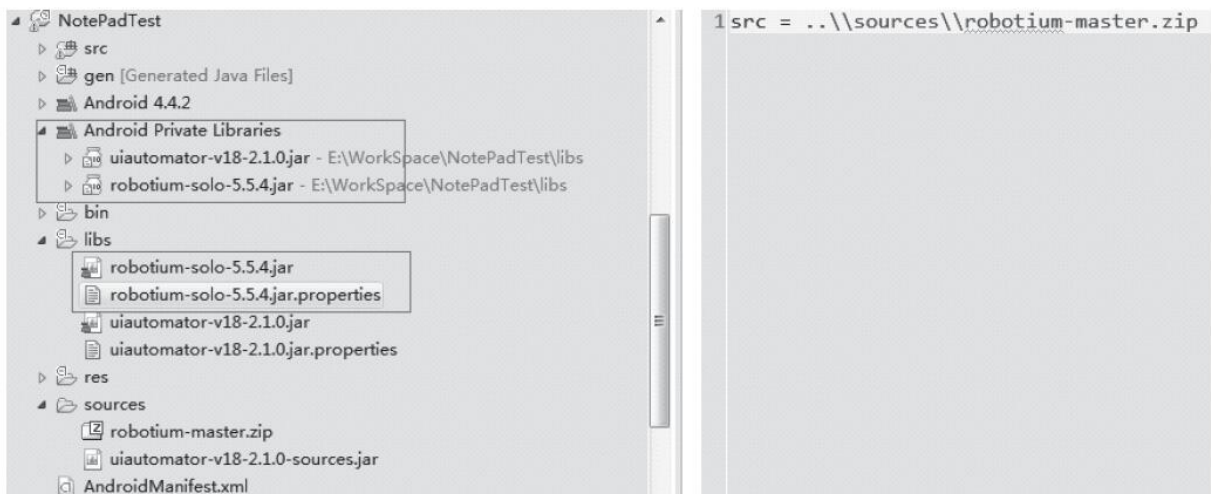 NotePadTest
src
gen [Generated Java Files]
Android 4.4.2
Android Private Libraries
uiautomator-v18-2.1.0.jar - E:\WorkSpace\NotePadTest\libs
robotium-solo-5.5.4.jar - E:\WorkSpace\NotePadTest\libs
bin
libs
robotium-solo-5.5.4.jar
robotium-solo-5.5.4.jar.properties
uiautomator-v18-2.1.0.jar
uiautomator-v18-2.1.0.jar.properties
res
sources
robotium-master.zip
uiautomator-v18-2.1.0-sources.jar
AndroidManifest.xml
1 src = ..\\sources\\robotium-master.zip